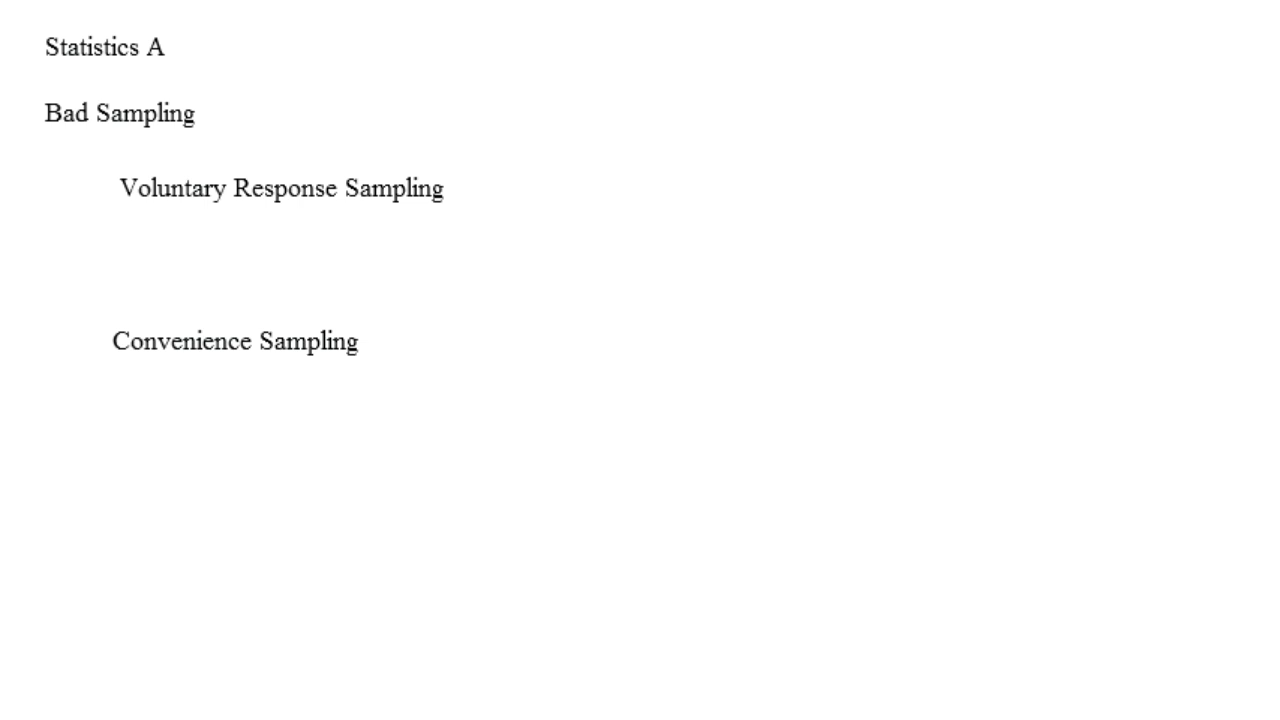 Statistics A
Bad Sampling
Voluntary Response Sampling
Convenience Sampling